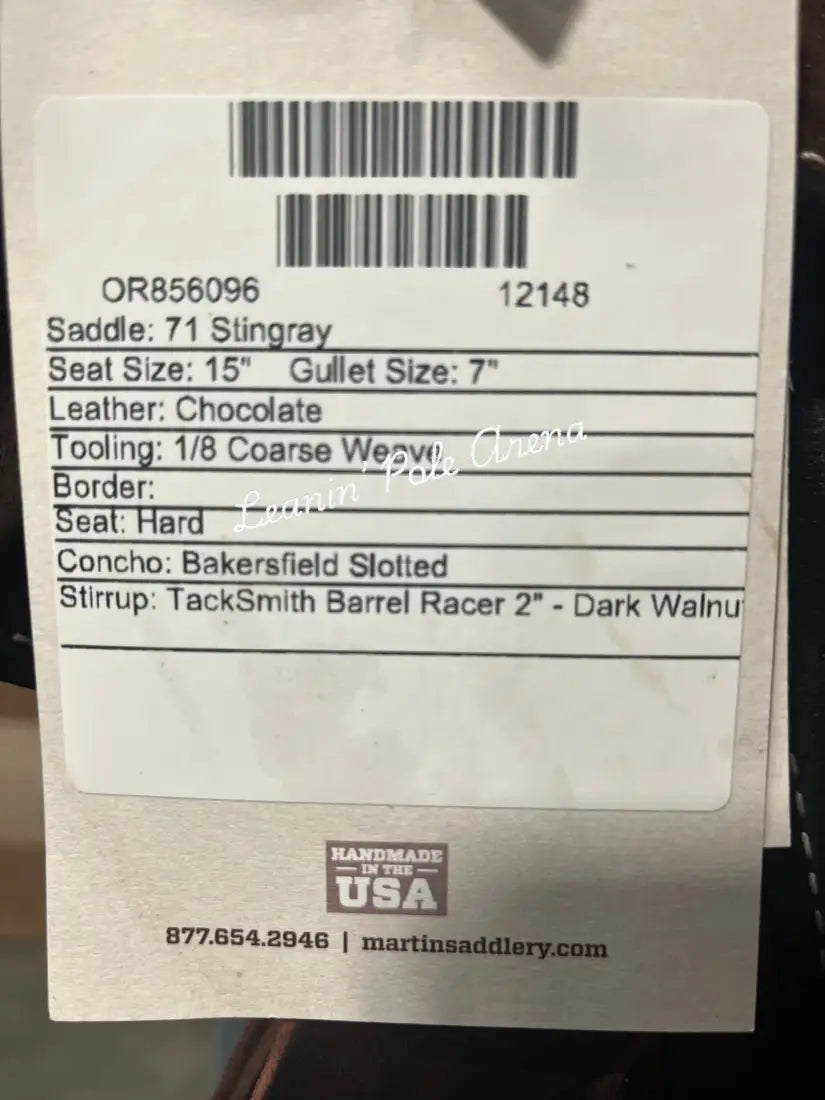 OR856096 12148
Saddle: 71 Stingray
Seat Size: 15" Gullet Size: 7"
Leather: Chocolate
Tooling: 1/8 Coarse Weave
Leanin' Pole Arena
Border:
Seat: Hard
Concho: Bakersfield Slotted
Stirrup: TackSmith Barrel Racer 2" - Dark Walnu
HANDMADE
IN THE
USA
877.654.2946 | martinsaddlery.com